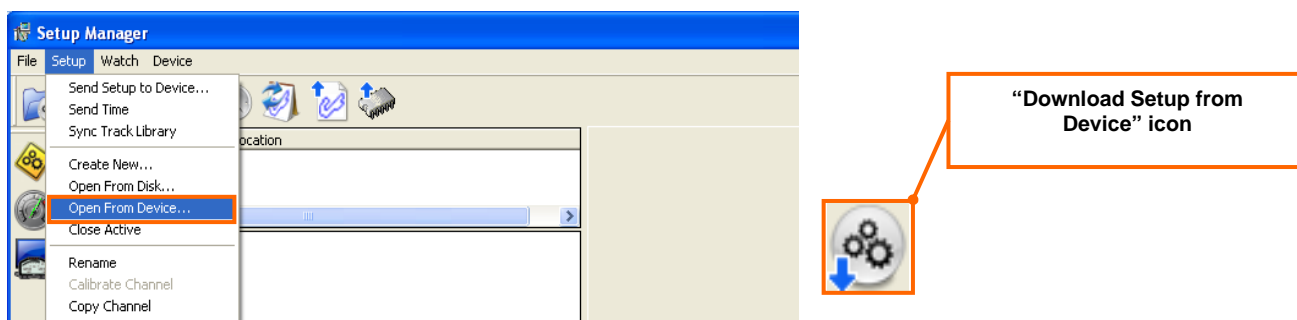 Setup Manager
File Setup Watch Device
Send Setup to Device...
Send Time
Sync Track Library
ocation
Create New...
Open From Disk...
Open From Device...
Close Active
Rename
Calibrate Channel
Copy Channel
“Download Setup from
Device” icon